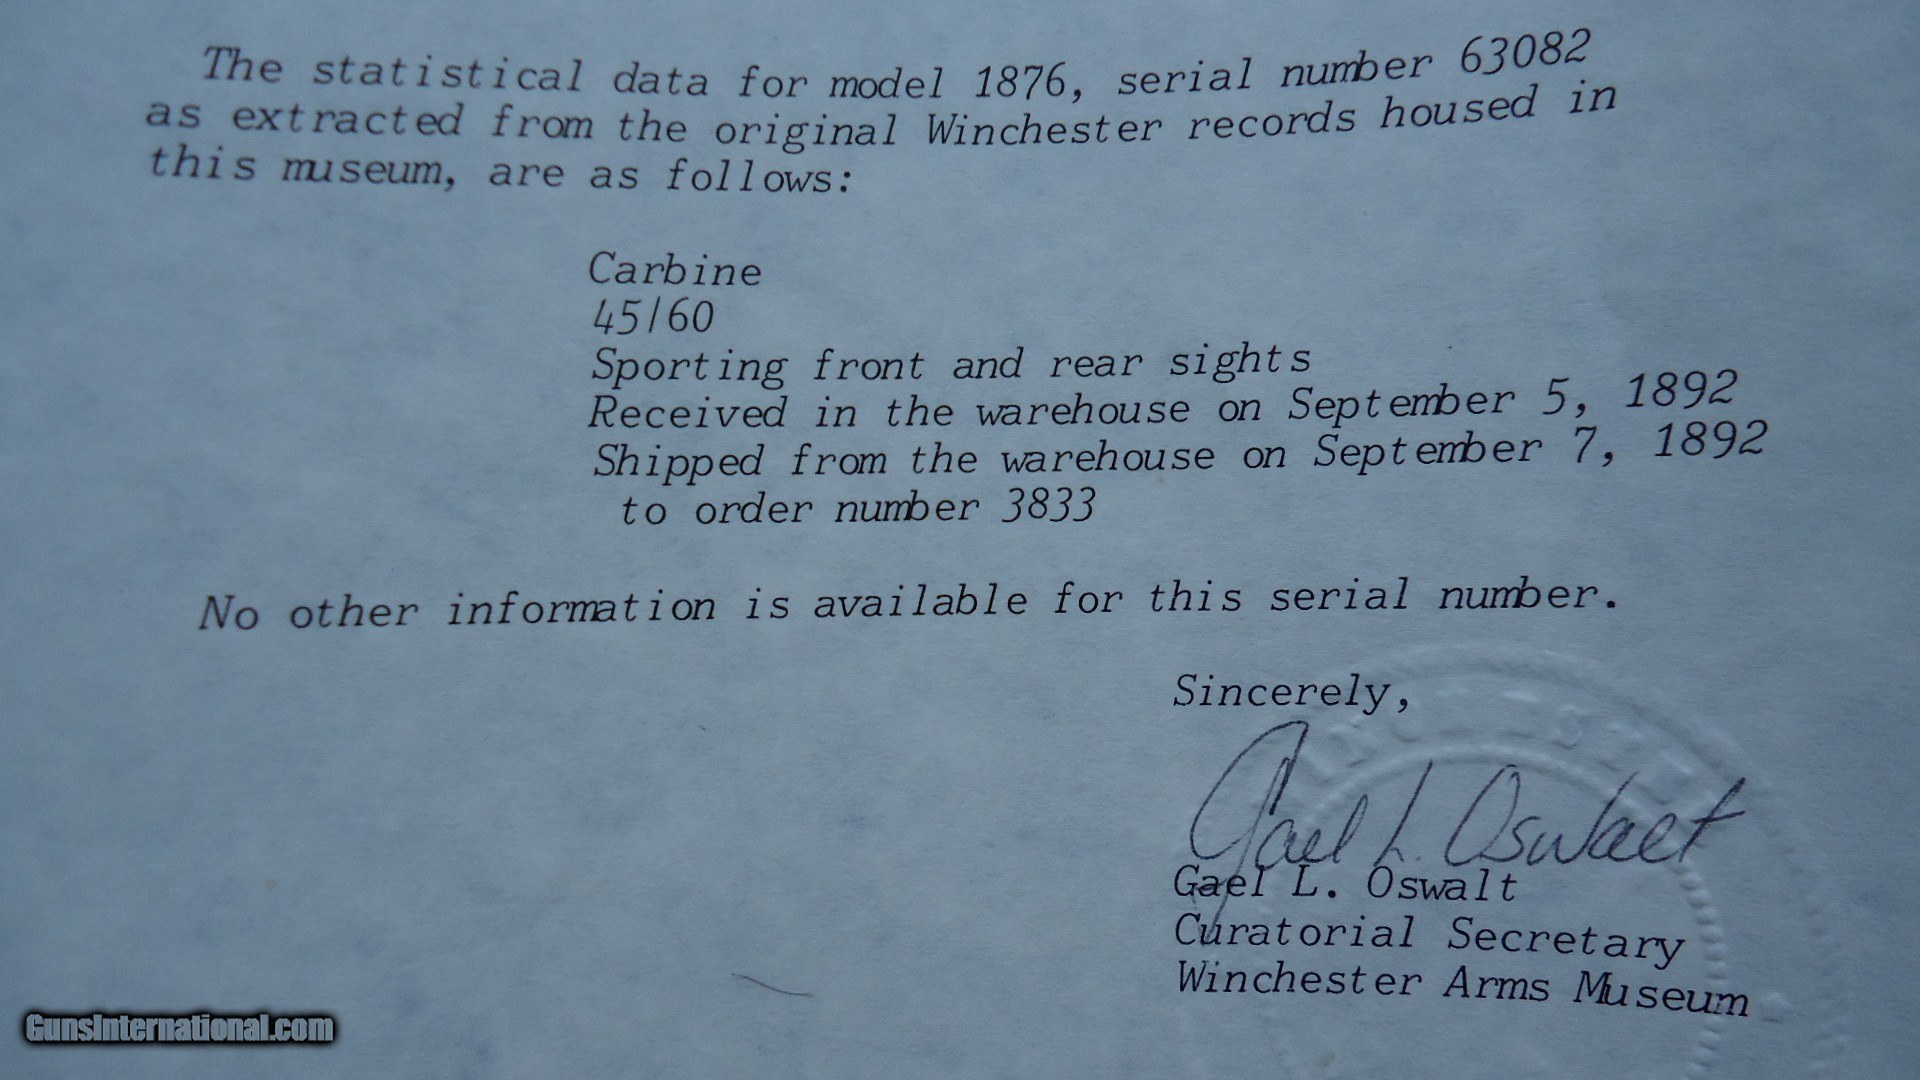 The statistical data for model 1876, serial number 63082
as extracted from the original Winchester records housed in
this museum, are as follows:
Carbine
45/60
Sporting front and rear sights
Received in the warehouse on September 5, 1892
Shipped from the warehouse on September 7, 1892
to order number 3833
No other information is available for this serial number.
Sincerely,
Gael L. Oswalt
Gael L. Oswalt
Curatorial Secretary
Winchester Arms Museum
GunsInternational.com